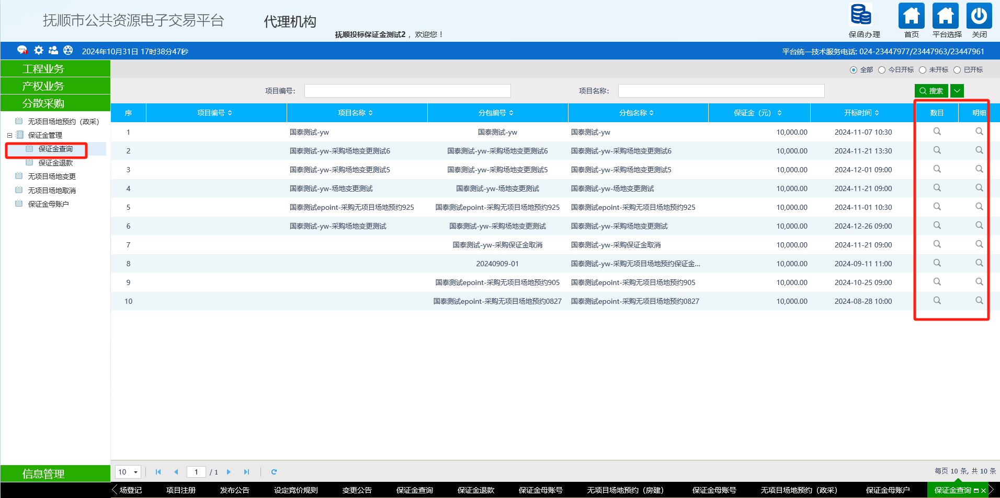 抚顺市公共资源电子交易平台
代理机构
抚顺投标保证金测试2 ，欢迎您！
保函办理
首页
平台选择
关闭
2024年10月31日 17时38分47秒
平台统一技术服务电话: 024-23447977/23447963/23447961
工程业务
产权业务
分散采购
无项目场地预约（政采）
保证金管理
保证金查询
保证金退款
无项目场地变更
无项目场地取消
保证金母账户
信息管理
全部 今日开标 未开标 已开标
项目编号： 项目名称： 搜索
序 项目编号 项目名称 分包编号 分包名称 保证金（元） 开标时间 数目 明细
1 国泰测试-yw 国泰测试-yw 国泰测试-yw 10,000.00 2024-11-07 10:30
2 国泰测试-yw-采购场地变更测试6 国泰测试-yw-采购场地变更测试6 国泰测试-yw-采购场地变更测试6 10,000.00 2024-11-21 13:30
3 国泰测试-yw-采购场地变更测试5 国泰测试-yw-采购场地变更测试5 国泰测试-yw-采购场地变更测试5 10,000.00 2024-12-01 09:00
4 国泰测试-yw-场地变更测试 国泰测试-yw-场地变更测试 国泰测试-yw-场地变更测试 10,000.00 2024-11-21 09:00
5 国泰测试epoint-采购无项目场地预约925 国泰测试epoint-采购无项目场地预约925 国泰测试epoint-采购无项目场地预约925 10,000.00 2024-11-01 10:30
6 国泰测试-yw-采购场地变更测试 国泰测试-yw-采购场地变更测试 国泰测试-yw-采购场地变更测试 10,000.00 2024-12-26 09:00
7 国泰测试-yw-采购保证金取消 国泰测试-yw-采购保证金取消 10,000.00 2024-11-21 09:00
8 20240909-01 国泰测试-yw-采购无项目场地预约保证金... 10,000.00 2024-09-11 11:00
9 国泰测试epoint-采购无项目场地预约905 国泰测试epoint-采购无项目场地预约905 10,000.00 2024-10-25 09:00
10 国泰测试epoint-采购无项目场地预约0827 国泰测试epoint-采购无项目场地预约0827 10,000.00 2024-08-28 10:00
10 1 / 1 每页 10 条, 共 10 条
场登记 项目注册 发布公告 设定竞价规则 变更公告 保证金查询 保证金退款 保证金母账号 无项目场地预约（房建） 保证金母账号 无项目场地预约（政采） 保证金母账户 保证金查询